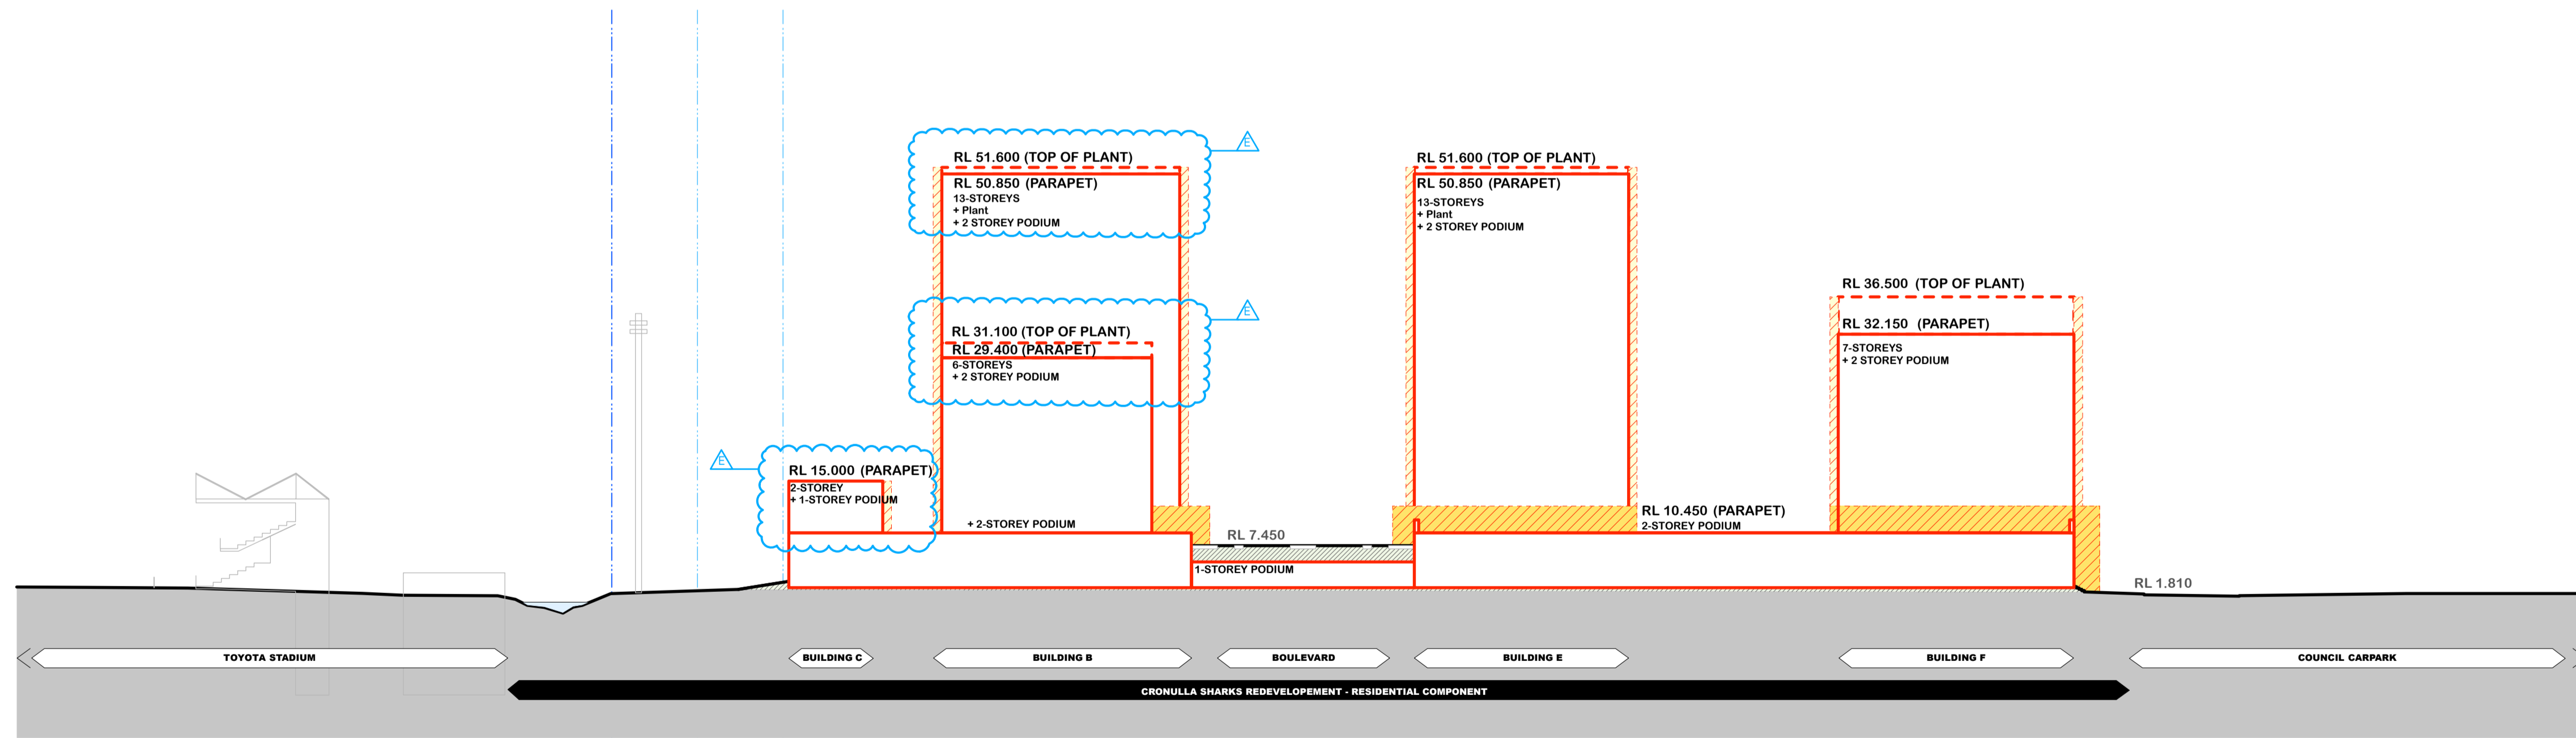 RL 51.600 (TOP OF PLANT)
RL 50.850 (PARAPET)
13-STOREYS
+ Plant
+ 2 STOREY PODIUM
E
RL 51.600 (TOP OF PLANT)
RL 50.850 (PARAPET)
13-STOREYS
+ Plant
+ 2 STOREY PODIUM
RL 31.100 (TOP OF PLANT)
RL 29.400 (PARAPET)
6-STOREYS
+ 2 STOREY PODIUM
E
RL 36.500 (TOP OF PLANT)
RL 32.150 (PARAPET)
7-STOREYS
+ 2 STOREY PODIUM
E
RL 15.000 (PARAPET)
2-STOREY
+ 1-STOREY PODIUM
+ 2-STOREY PODIUM
RL 7.450
1-STOREY PODIUM
RL 10.450 (PARAPET)
2-STOREY PODIUM
RL 1.810
TOYOTA STADIUM
BUILDING C
BUILDING B
BOULEVARD
BUILDING E
BUILDING F
COUNCIL CARPARK
CRONULLA SHARKS REDEVELOPEMENT - RESIDENTIAL COMPONENT